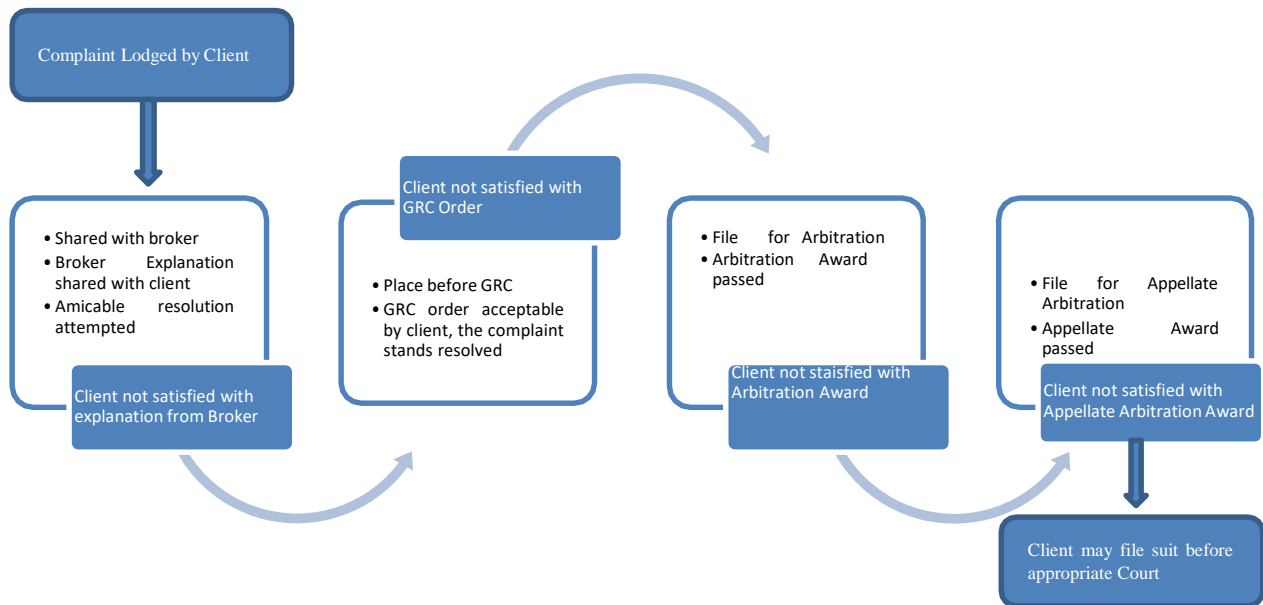 Complaint Lodged by Client
• Shared with broker
• Broker Explanation
shared with client
• Amicable resolution
attempted
Client not satisfied with
explanation from Broker
Client not satisfied with
GRC Order
• Place before GRC
• GRC order acceptable
by client, the complaint
stands resolved
• File for Arbitration
• Arbitration Award
passed
Client not staisfied with
Arbitration Award
• File for Appellate
Arbitration
• Appellate Award
passed
Client not satisfied with
Appellate Arbitration Award
Client may file suit before
appropriate Court